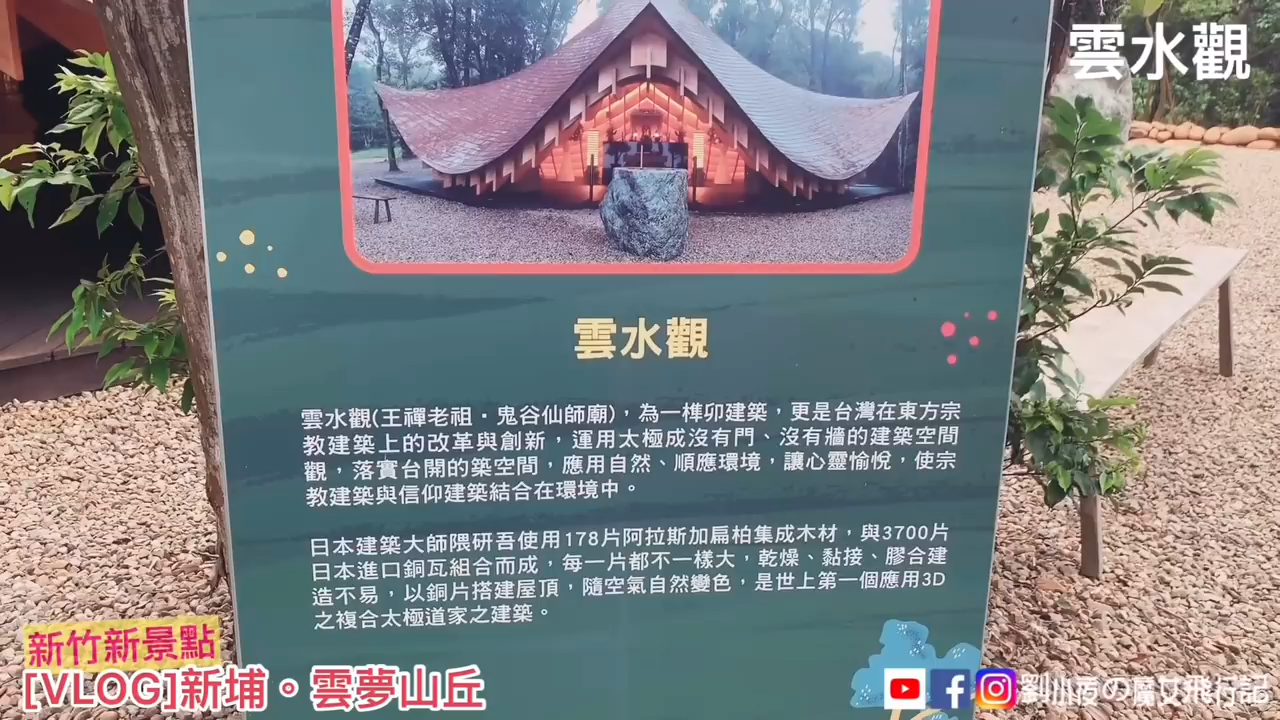 雲水觀
雲水觀
雲水觀(王禪老祖・鬼谷仙師廟)，為一榫卯建築，更是台灣在東方宗
教建築上的改革與創新，運用太極成沒有門、沒有牆的建築空間
觀，落實台開的築空間，應用自然、順應環境，讓心靈愉悅，使宗
教建築與信仰建築結合在環境中。
日本建築大師隈研吾使用178片阿拉斯加扁柏集成木材，與3700片
日本進口銅瓦組合而成，每一片都不一樣大，乾燥、黏接、膠合建
造不易，以銅片搭建屋頂，隨空氣自然變色，是世上第一個應用3D
之複合太極道家之建築。
新竹新景點
[VLOG]新埔。雲夢山丘
劉小夜の魔女飛行記